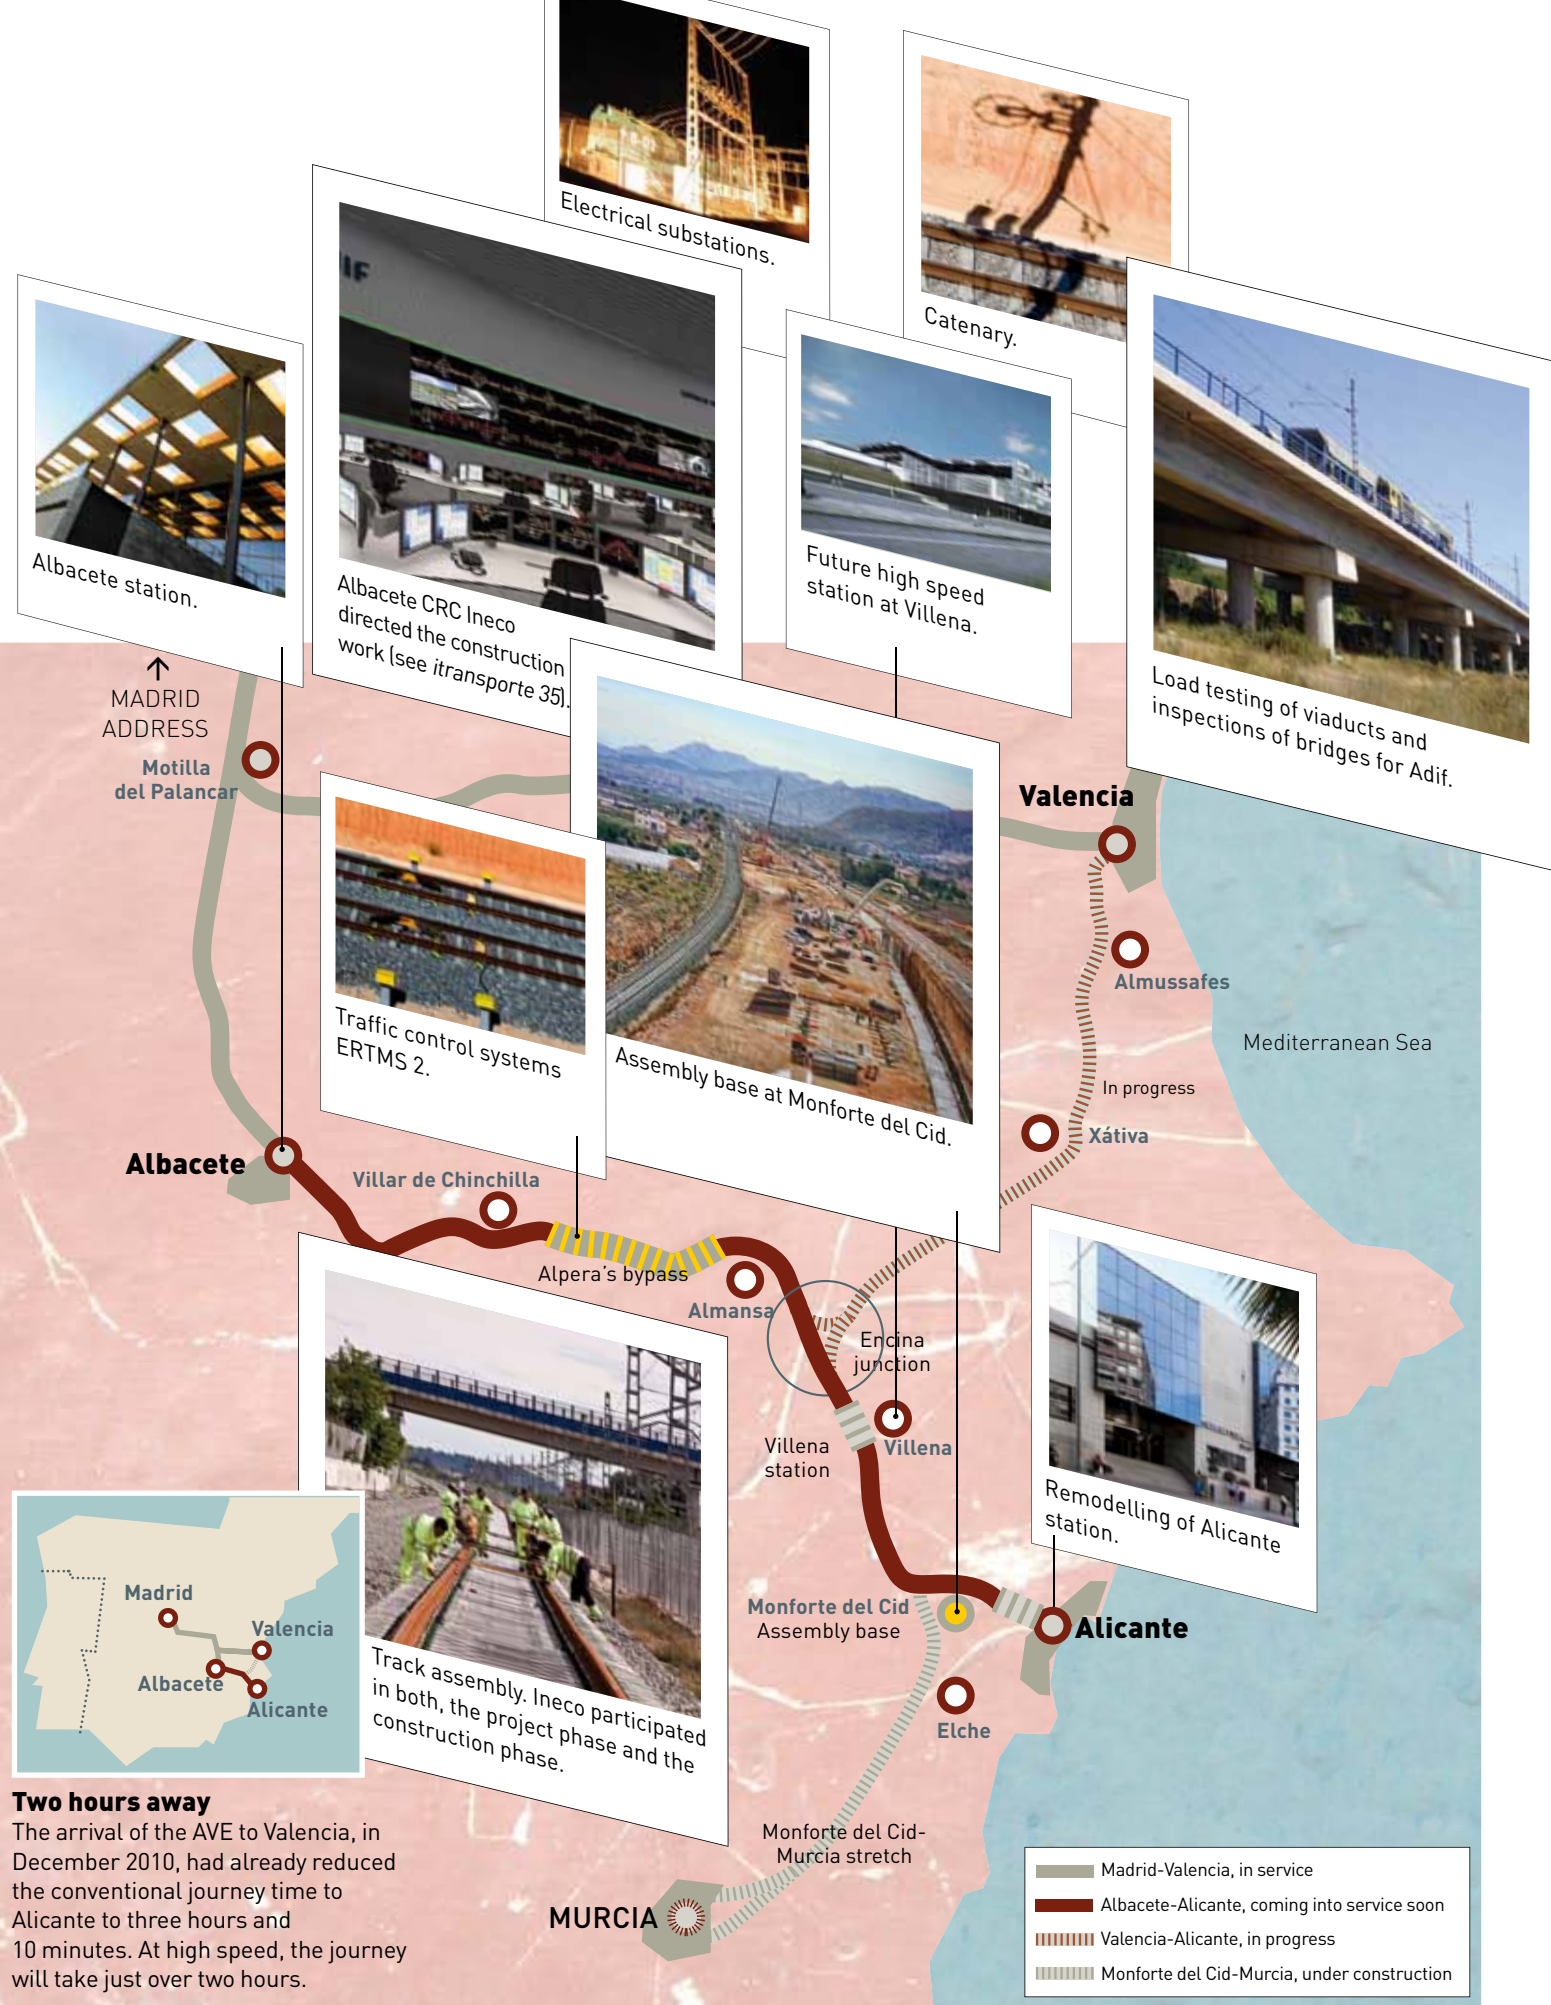 Electrical substations.
Catenary.
IF
Albacete station.
Albacete CRC Ineco
directed the construction
work (see itransporte 35).
Future high speed
station at Villena.
Load testing of viaducts and
inspections of bridges for Adif.
MADRID
ADDRESS
Motilla
del Palancar
Valencia
Almussafes
Mediterranean Sea
Traffic control systems
ERTMS 2.
Assembly base at Monforte del Cid.
In progress
Xátiva
Albacete
Villar de Chinchilla
Alpera's bypass
Almansa
Encina
junction
Villena
station
Villena
Remodelling of Alicante
station.
Monforte del Cid
Assembly base
Alicante
Elche
Track assembly. Ineco participated
in both, the project phase and the
construction phase.
Madrid
Valencia
Albacete
Alicante
Two hours away
The arrival of the AVE to Valencia, in
December 2010, had already reduced
the conventional journey time to
Alicante to three hours and
10 minutes. At high speed, the journey
will take just over two hours.
Monforte del Cid-
Murcia stretch
MURCIA
Madrid-Valencia, in service
Albacete-Alicante, coming into service soon
Valencia-Alicante, in progress
Monforte del Cid-Murcia, under construction